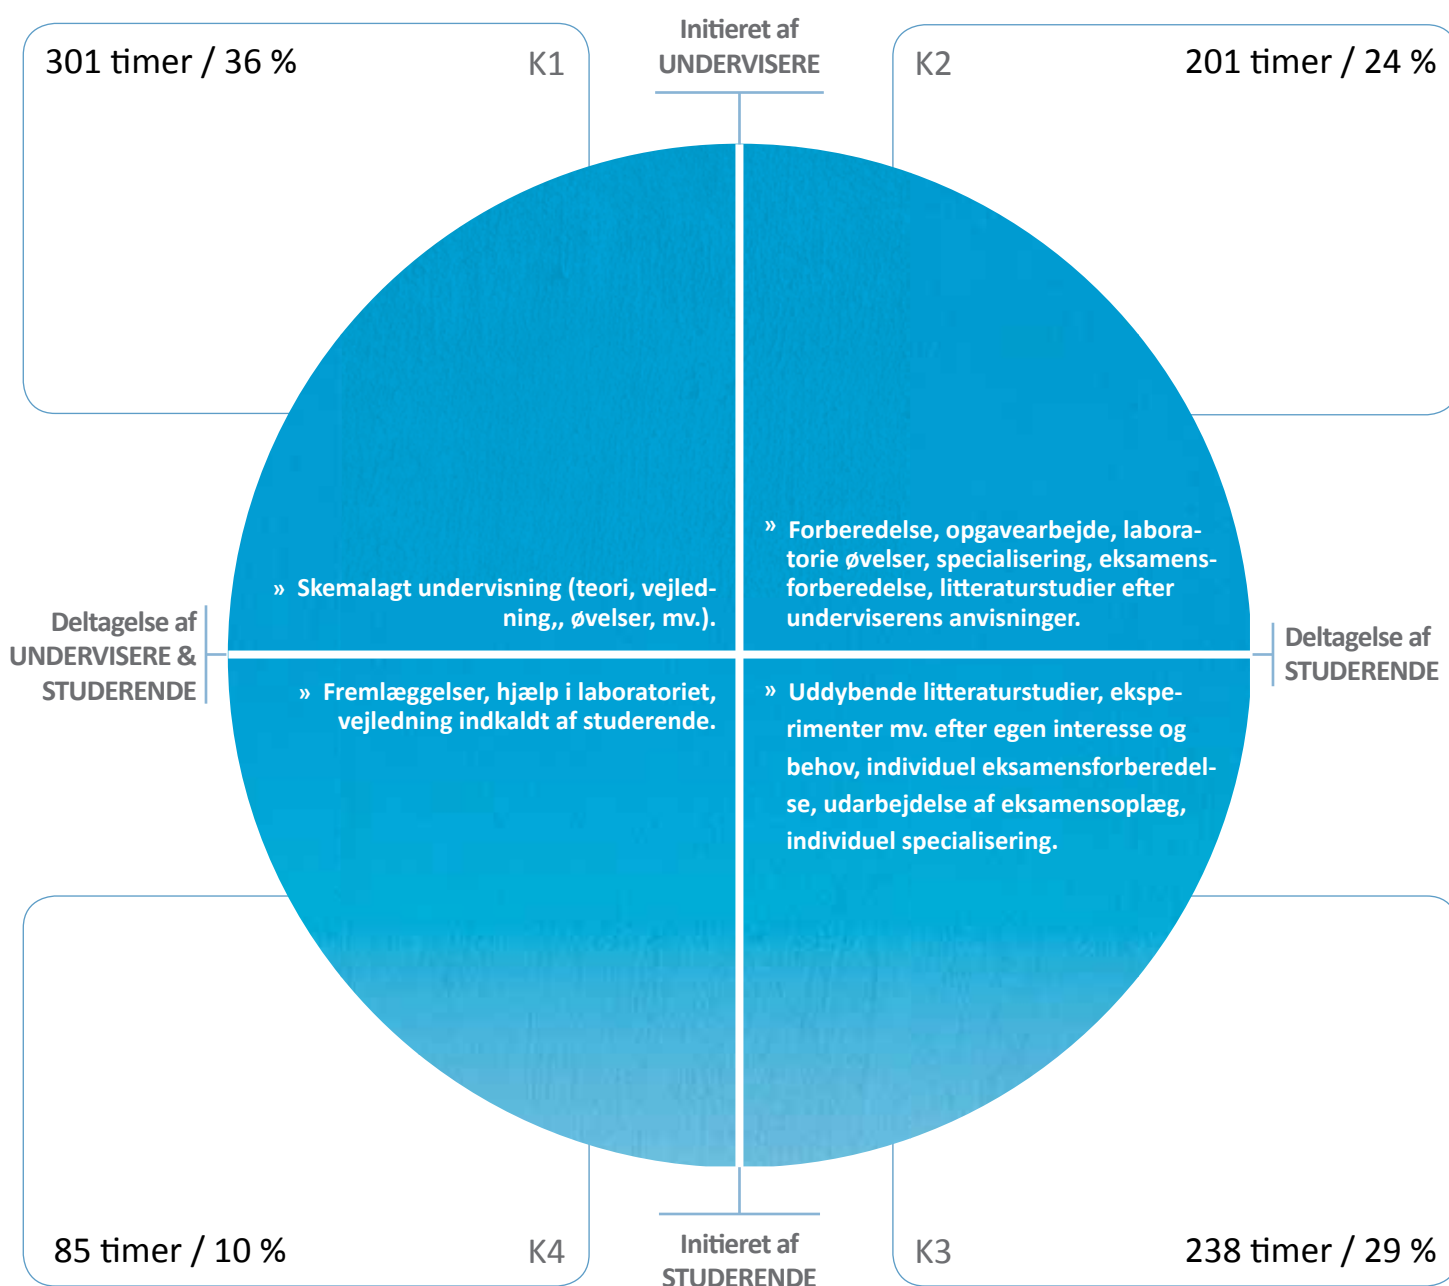 301 timer / 36 %
K1
Initieret af
UNDERVISERE
K2
201 timer / 24 %
» Skemalagt undervisning (teori, vejled-
ning,, øvelser, mv.).
» Forberedelse, opgavearbejde, labora-
torie øvelser, specialisering, eksamens-
forberedelse, litteraturstudier efter
underviserens anvisninger.
Deltagelse af
UNDERVISERE &
STUDERENDE
Deltagelse af
STUDERENDE
» Fremlæggelser, hjælp i laboratoriet,
vejledning indkaldt af studerende.
» Uddybende litteraturstudier, ekspe-
rimenter mv. efter egen interesse og
behov, individuel eksamensforberedel-
se, udarbejdelse af eksamensoplæg,
individuel specialisering.
85 timer / 10 %
K4
Initieret af
STUDERENDE
K3
238 timer / 29 %